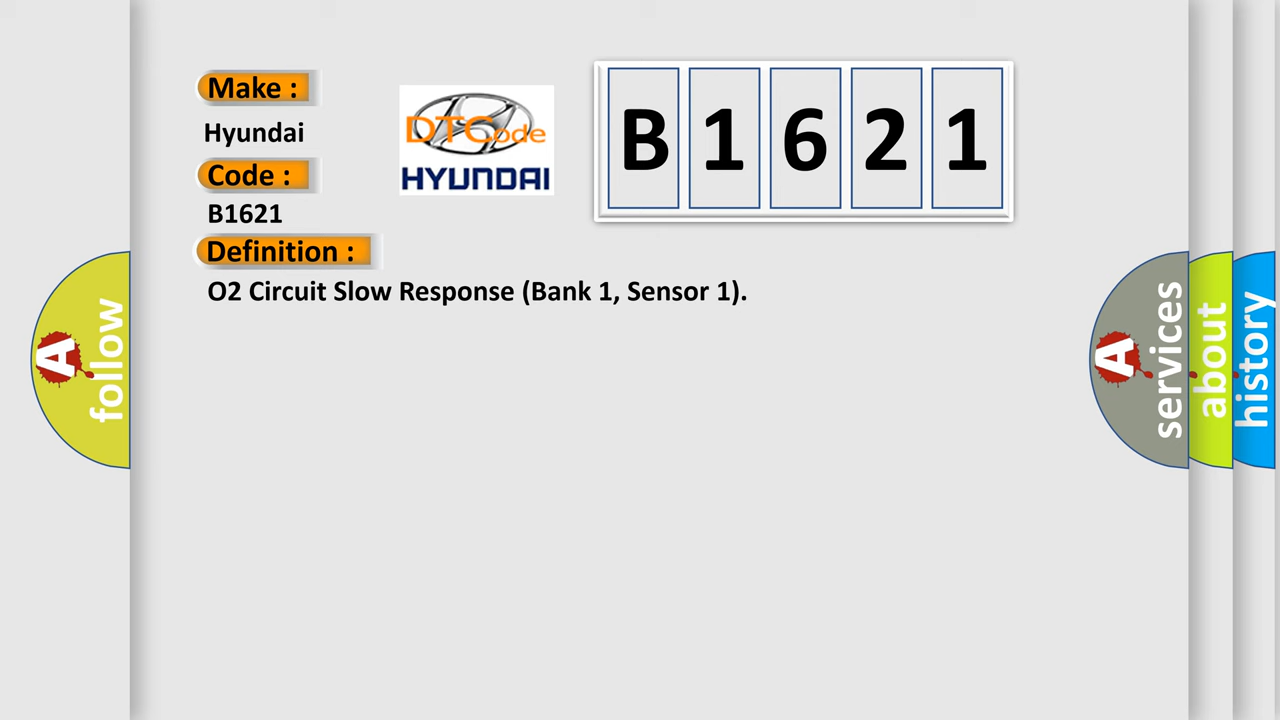 Make :
Hyundai
Code :
B1621
Definition :
O2 Circuit Slow Response (Bank 1, Sensor 1).
DTCode
HYUNDAI
B 1 6 2 1
A follow
A services
about
history